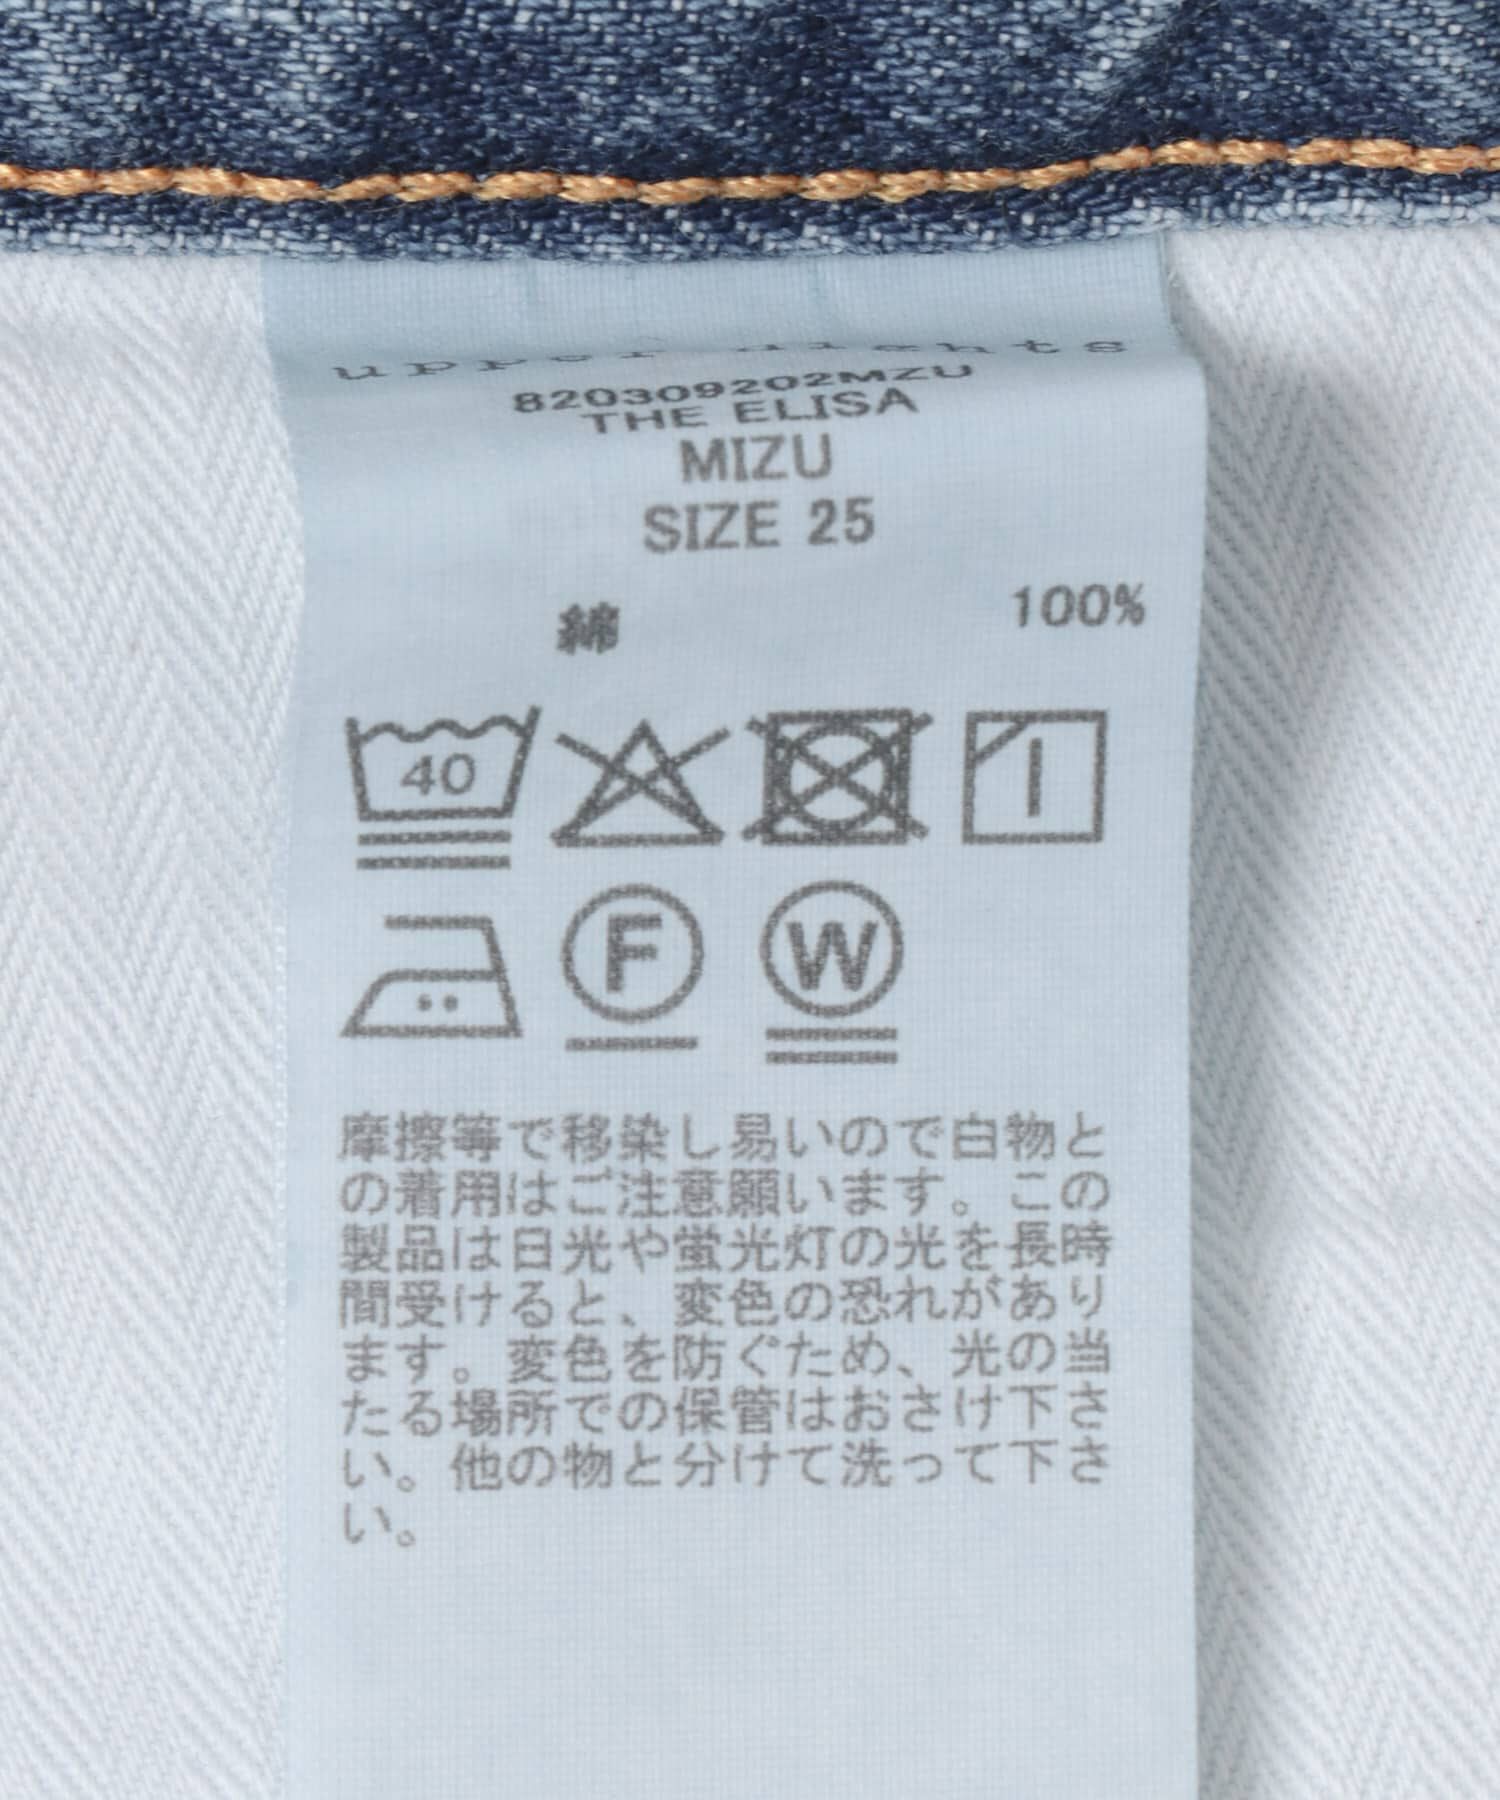 upper hights
820309202MZU
THE ELISA
MIZU
SIZE 25
綿 100%
40
F W
摩擦等で移染し易いので白物と
の着用はご注意願います。この
製品は日光や蛍光灯の光を長時
間受けると、変色の恐れがあり
ます。変色を防ぐため、光の当
たる場所での保管はおさけ下さ
い。他の物と分けて洗って下さ
い。